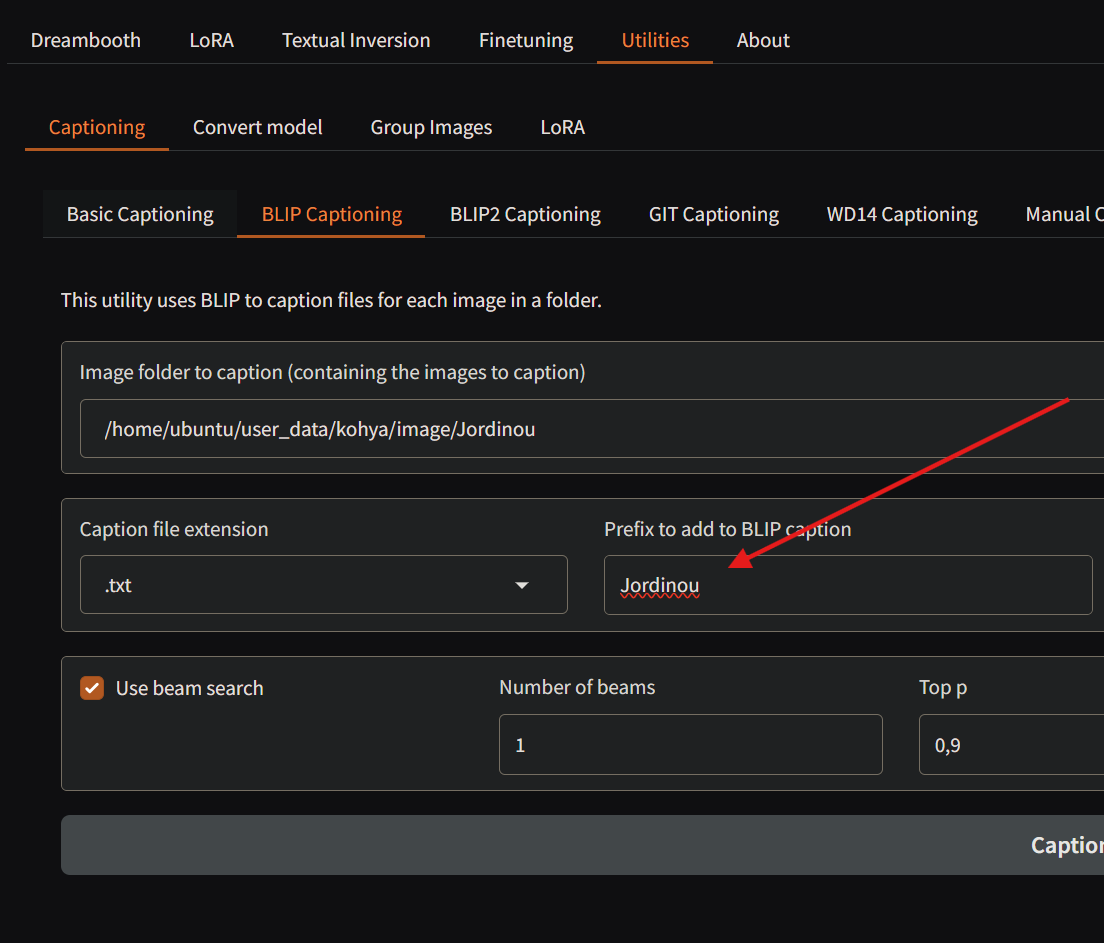 Dreambooth LoRA Textual Inversion Finetuning Utilities About
Captioning Convert model Group Images LoRA
Basic Captioning BLIP Captioning BLIP2 Captioning GIT Captioning WD14 Captioning Manual C
This utility uses BLIP to caption files for each image in a folder.
Image folder to caption (containing the images to caption)
/home/ubuntu/user_data/kohya/image/Jordinou
Caption file extension Prefix to add to BLIP caption
.txt Jordinou
Use beam search Number of beams Top p
1 0,9
Caption